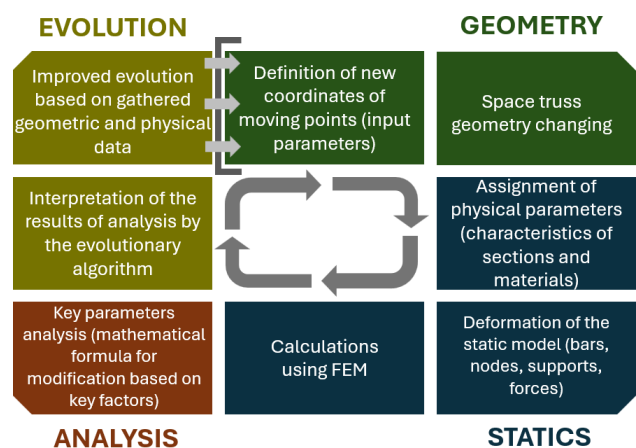 EVOLUTION
GEOMETRY
Improved evolution
based on gathered
geometric and physical
data
Definition of new
coordinates of
moving points (input
parameters)
Space truss
geometry changing
Interpretation of the
results of analysis by
the evolutionary
algorithm
Assignment of
physical parameters
(characteristics of
sections and
materials)
Key parameters
analysis (mathematical
formula for
modification based on
key factors)
Calculations
using FEM
Deformation of the
static model (bars,
nodes, supports,
forces)
ANALYSIS
STATICS